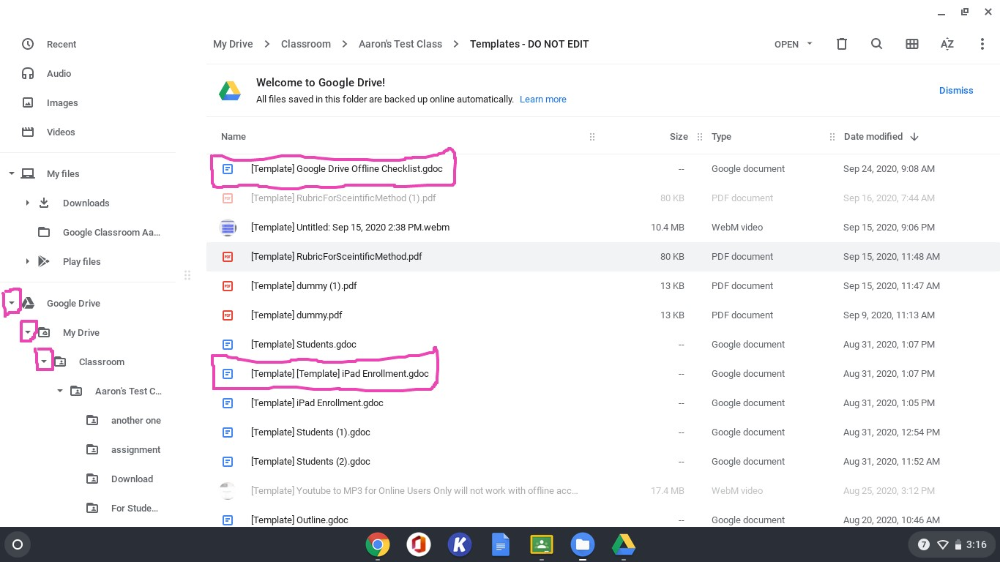 Recent
Audio
Images
Videos
My files
Downloads
Google Classroom Aa...
Play files
Google Drive
My Drive
Classroom
Aaron's Test C...
another one
assignment
Download
For Stude...
My Drive > Classroom > Aaron's Test Class > Templates - DO NOT EDIT
OPEN
AZ
Welcome to Google Drive!
All files saved in this folder are backed up online automatically. Learn more
Dismiss
Name Size Type Date modified
[Template] Google Drive Offline Checklist.gdoc -- Google document Sep 24, 2020, 9:08 AM
PDF [Template] RubricForSceintificMethod (1).pdf 80 KB PDF document Sep 16, 2020, 7:44 AM
[Template] Untitled: Sep 15, 2020 2:38 PM.webm 10.4 MB WebM video Sep 15, 2020, 9:06 PM
PDF [Template] RubricForSceintificMethod.pdf 80 KB PDF document Sep 15, 2020, 11:48 AM
PDF [Template] dummy (1).pdf 13 KB PDF document Sep 15, 2020, 11:47 AM
PDF [Template] dummy.pdf 13 KB PDF document Sep 9, 2020, 11:13 AM
[Template] Students.gdoc -- Google document Aug 31, 2020, 1:07 PM
[Template] [Template] iPad Enrollment.gdoc -- Google document Aug 31, 2020, 1:07 PM
[Template] iPad Enrollment.gdoc -- Google document Aug 31, 2020, 1:05 PM
[Template] Students (1).gdoc -- Google document Aug 31, 2020, 12:54 PM
[Template] Students (2).gdoc -- Google document Aug 31, 2020, 11:52 AM
[Template] Youtube to MP3 for Online Users Only will not work with offline acc... 17.4 MB WebM video Aug 25, 2020, 3:12 PM
[Template] Outline.gdoc -- Google document Aug 20, 2020, 10:46 AM
K
7 3:16